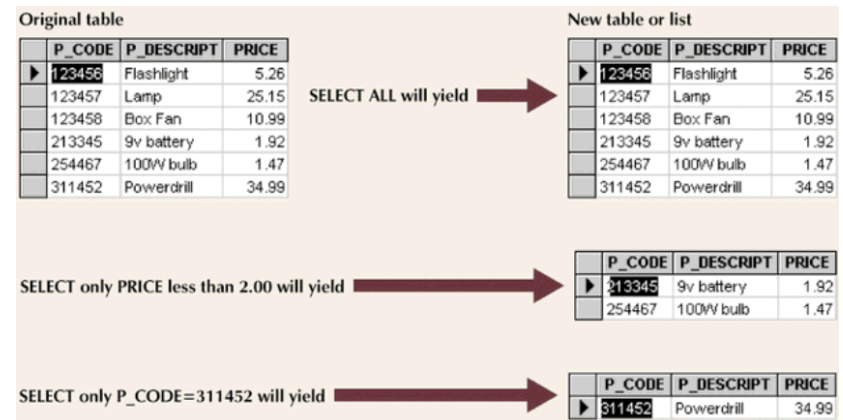 Original table
New table or list
P_CODE P_DESCRIPT PRICE
123456 Flashlight 5.26
123457 Lamp 25.15
123458 Box Fan 10.99
213345 9v battery 1.92
254467 100W bulb 1.47
311452 Powerdrill 34.99
SELECT ALL will yield
P_CODE P_DESCRIPT PRICE
123456 Flashlight 5.26
123457 Lamp 25.15
123458 Box Fan 10.99
213345 9v battery 1.92
254467 100W bulb 1.47
311452 Powerdrill 34.99
SELECT only PRICE less than 2.00 will yield
P_CODE P_DESCRIPT PRICE
213345 9v battery 1.92
254467 100W bulb 1.47
SELECT only P_CODE=311452 will yield
P_CODE P_DESCRIPT PRICE
311452 Powerdrill 34.99